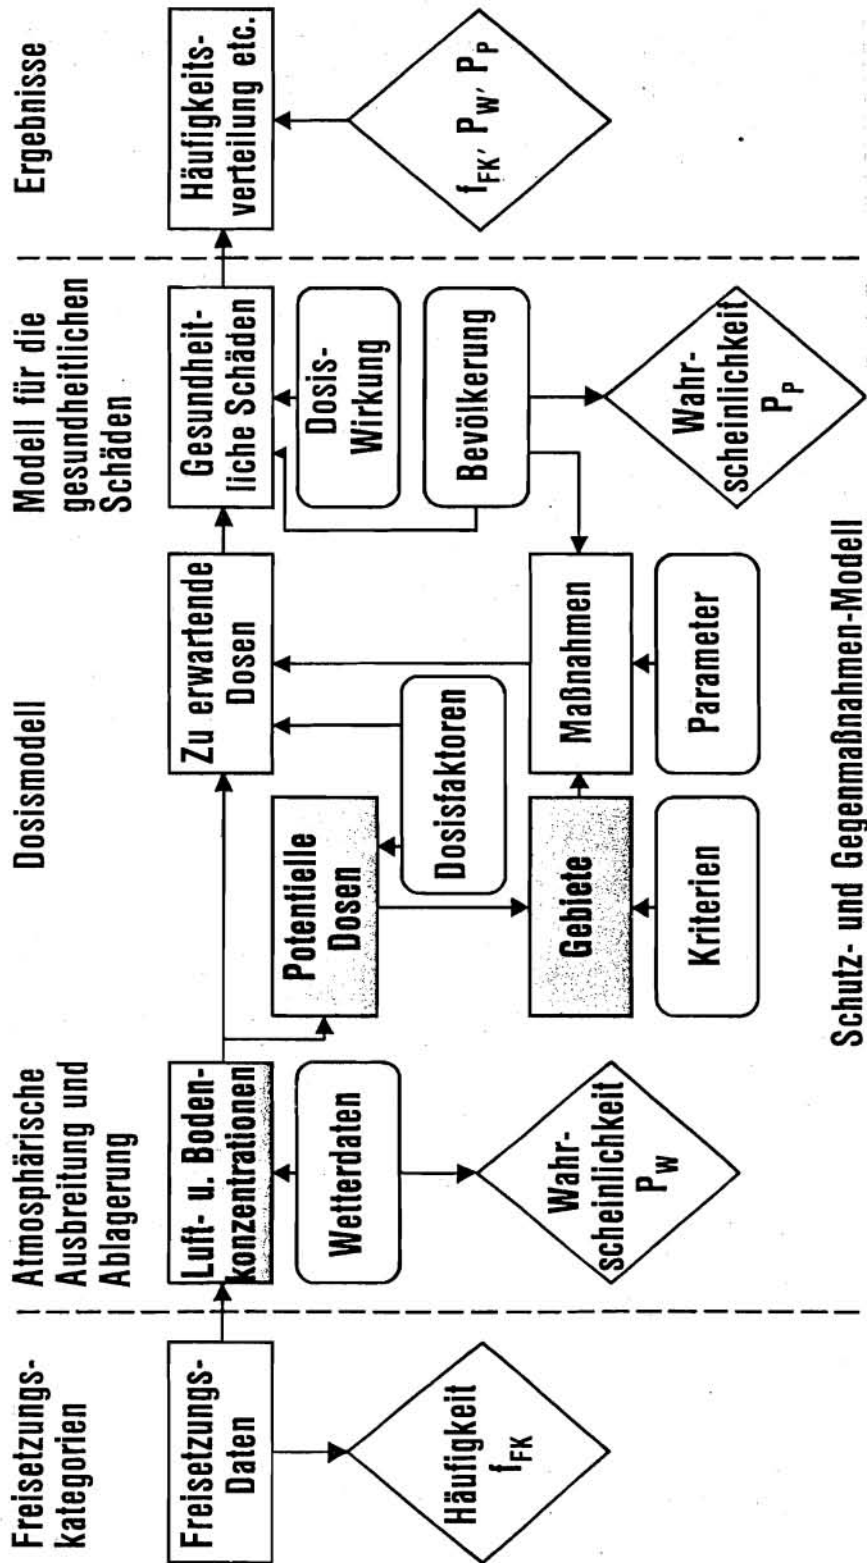 Freisetzungs-
kategorien
Atmosphärische
Ausbreitung und
Ablagerung
Dosismodell
Modell für die
gesundheitlichen
Schäden
Ergebnisse
Freisetzungs-
Daten
Luft- u. Boden-
konzentrationen
Zu erwartende
Dosen
Gesundheit-
liche Schäden
Häufigkeits-
verteilung etc.
Wetterdaten
Potentielle
Dosen
Dosis-
Wirkung
Dosisfaktoren
Bevölkerung
Häufigkeit
fFK
Wahr-
scheinlichkeit
PW
Gebiete
Maßnahmen
Wahr-
scheinlichkeit
PP
fFK, PW, PP
Kriterien
Parameter
Schutz- und Gegenmaßnahmen-Modell